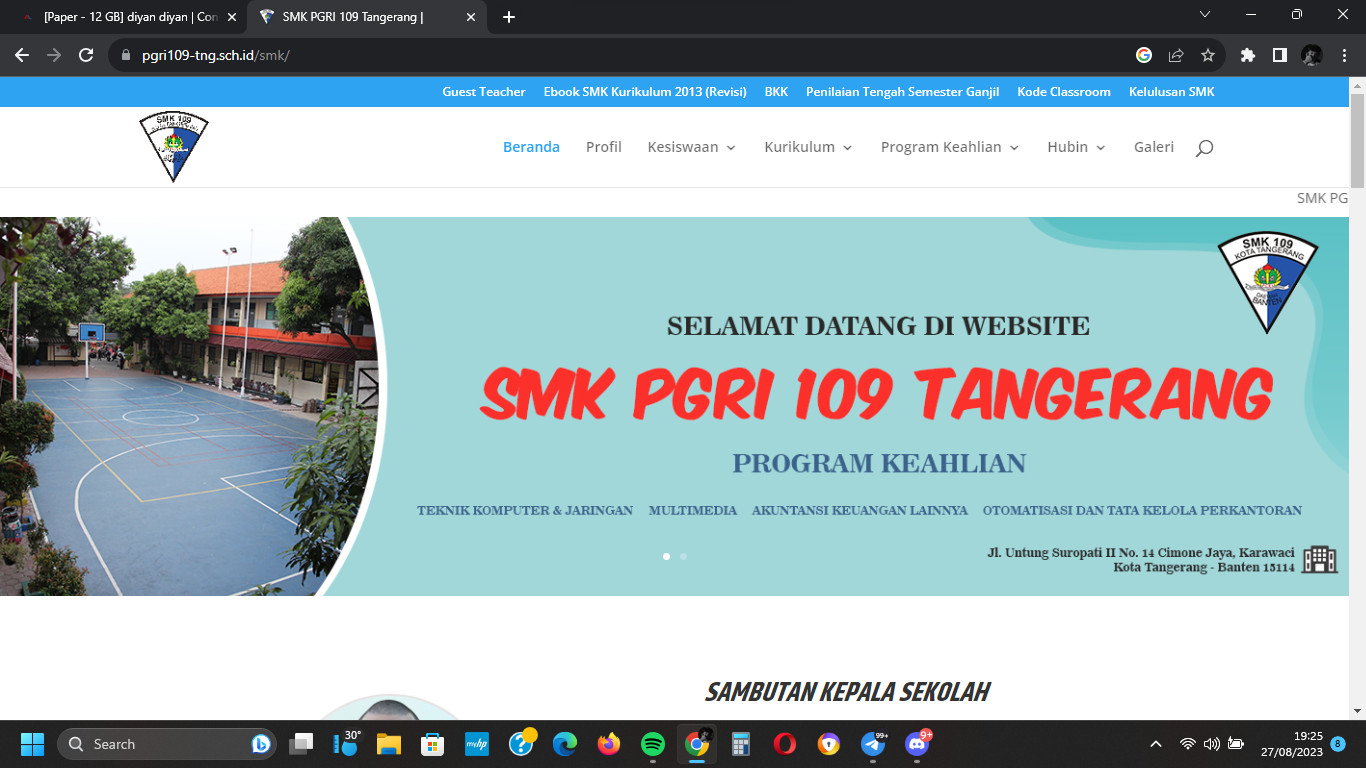 [Paper - 12 GB] diyan diyan | Con
SMK PGRI 109 Tangerang |
pgri109-tng.sch.id/smk/
Guest Teacher Ebook SMK Kurikulum 2013 (Revisi) BKK Penilaian Tengah Semester Ganjil Kode Classroom Kelulusan SMK
SMK 109
Beranda Profil Kesiswaan Kurikulum Program Keahlian Hubin Galeri
SMK PG
SMK 109
KOTA TANGERANG
BANTEN
SELAMAT DATANG DI WEBSITE
SMK PGRI 109 TANGERANG
PROGRAM KEAHLIAN
TEKNIK KOMPUTER & JARINGAN MULTIMEDIA AKUNTANSI KEUANGAN LAINNYA OTOMATISASI DAN TATA KELOLA PERKANTORAN
Jl. Untung Suropati II No. 14 Cimone Jaya, Karawaci
Kota Tangerang - Banten 15114
SAMBUTAN KEPALA SEKOLAH
Search
30°
myhp
99+
9+
19:25
27/08/2023
8